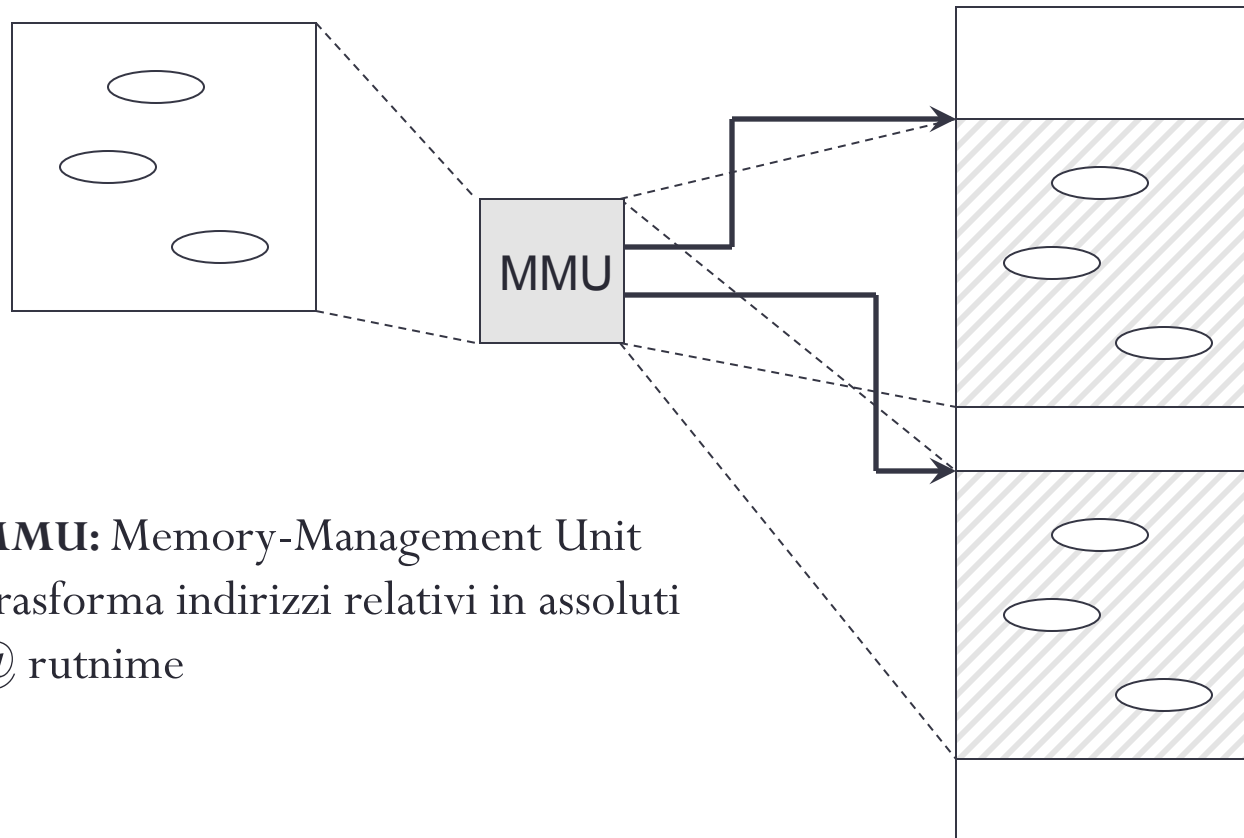 MMU
MMU: Memory-Management Unit
rasforma indirizzi relativi in assoluti
@ rutnime